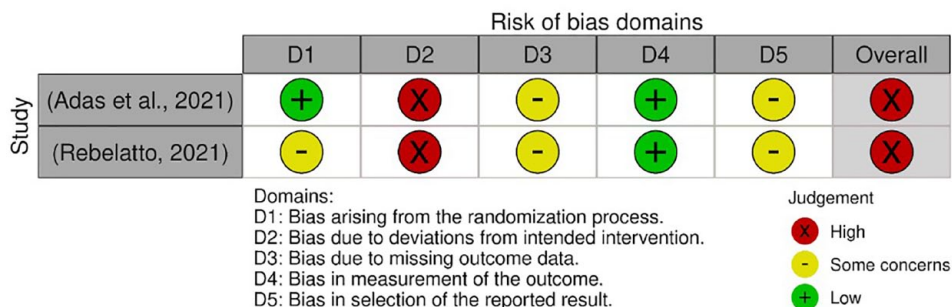 Risk of bias domains
D1 D2 D3 D4 D5 Overall
Study
(Adas et al., 2021) + X - + - X
(Rebelatto, 2021) - X - + - X
Domains:
D1: Bias arising from the randomization process.
D2: Bias due to deviations from intended intervention.
D3: Bias due to missing outcome data.
D4: Bias in measurement of the outcome.
D5: Bias in selection of the reported result.
Judgement
X High
- Some concerns
+ Low